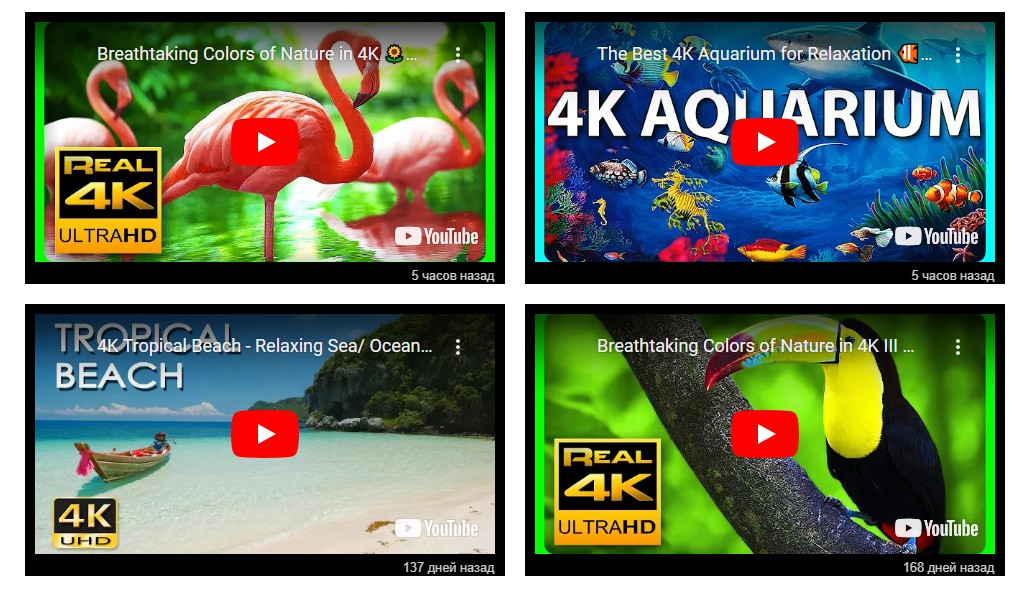 Breathtaking Colors of Nature in 4K 🌻...
REAL
4K
ULTRAHD
YouTube
5 часов назад
The Best 4K Aquarium for Relaxation 🐠...
4K AQUARIUM
YouTube
5 часов назад
TROPICAL
4K Tropical Beach - Relaxing Sea/ Ocean...
BEACH
4K
UHD
YouTube
137 дней назад
Breathtaking Colors of Nature in 4K III ...
REAL
4K
ULTRAHD
YouTube
168 дней назад